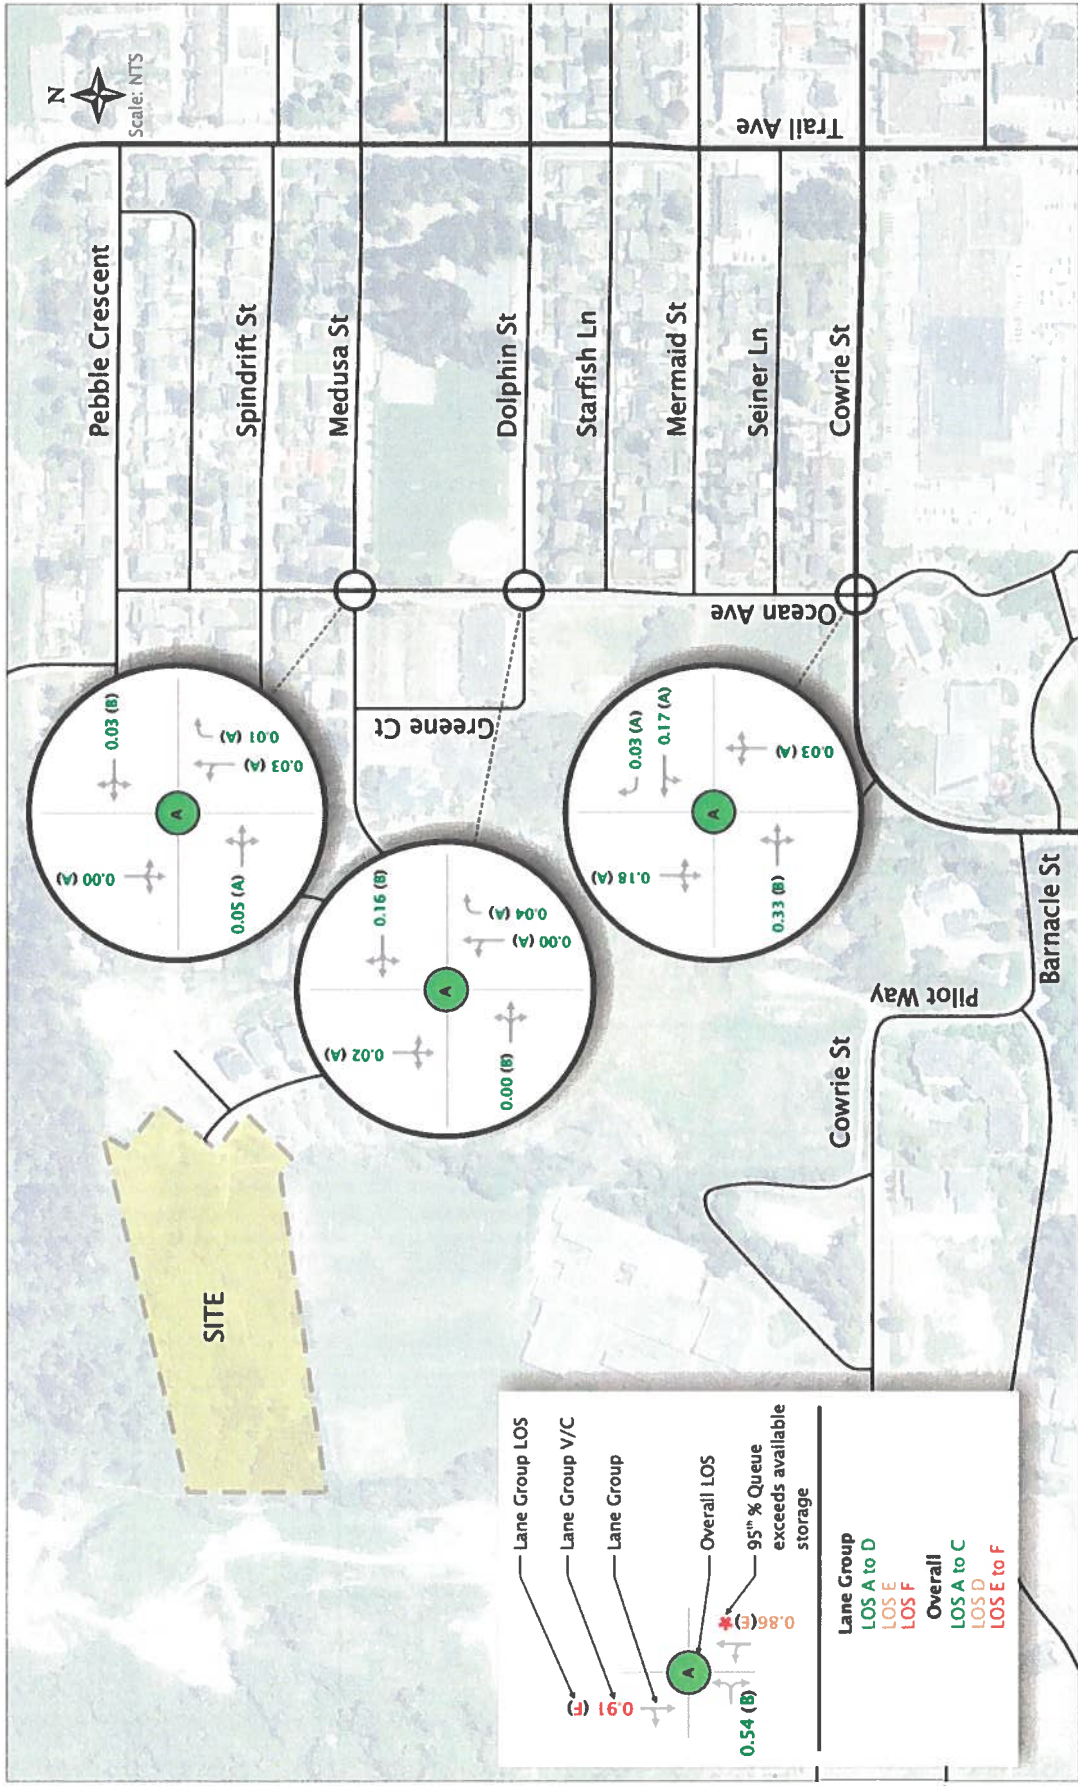 N
Scale: NTS
Pebble Crescent
Spindrift St
Medusa St
Dolphin St
Starfish Ln
Mermaid St
Seiner Ln
Cowrie St
Trail Ave
Ocean Ave
Greene Ct
0.00 (A)
0.03 (B)
A
0.05 (A)
0.03 (A)
0.01 (A)
0.02 (A)
0.16 (B)
A
0.00 (B)
0.00 (A)
0.04 (A)
0.18 (A)
0.03 (A)
0.17 (A)
A
0.33 (B)
0.03 (A)
SITE
Cowrie St
Pilot Way
Barnacle St
Lane Group LOS
Lane Group V/C
Lane Group
Overall LOS
95th % Queue
exceeds available
storage
0.91 (F)
A
0.54 (B)
0.86(E)*
Lane Group
LOS A to D
LOS E
LOS F
Overall
LOS A to C
LOS D
LOS E to F